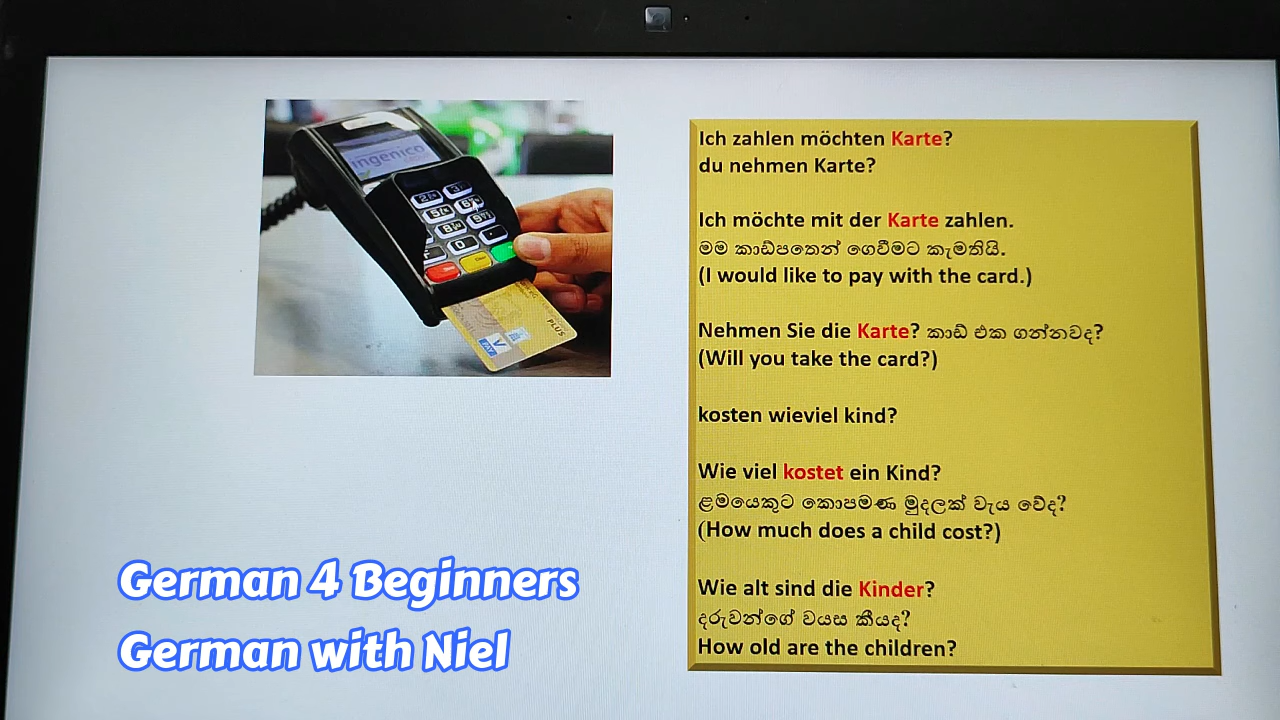 ingenico
PLUS
V PAY
Ich zahlen möchten Karte?
du nehmen Karte?
Ich möchte mit der Karte zahlen.
මම කාඩ්පතෙන් ගෙවීමට කැමතියි.
(I would like to pay with the card.)
Nehmen Sie die Karte? කාඩ් එක ගන්නවද?
(Will you take the card?)
kosten wieviel kind?
Wie viel kostet ein Kind?
ළමයෙකුට කොපමණ මුදලක් වැය වේද?
(How much does a child cost?)
Wie alt sind die Kinder?
දරුවන්ගේ වයස කීයද?
How old are the children?
German 4 Beginners
German with Niel